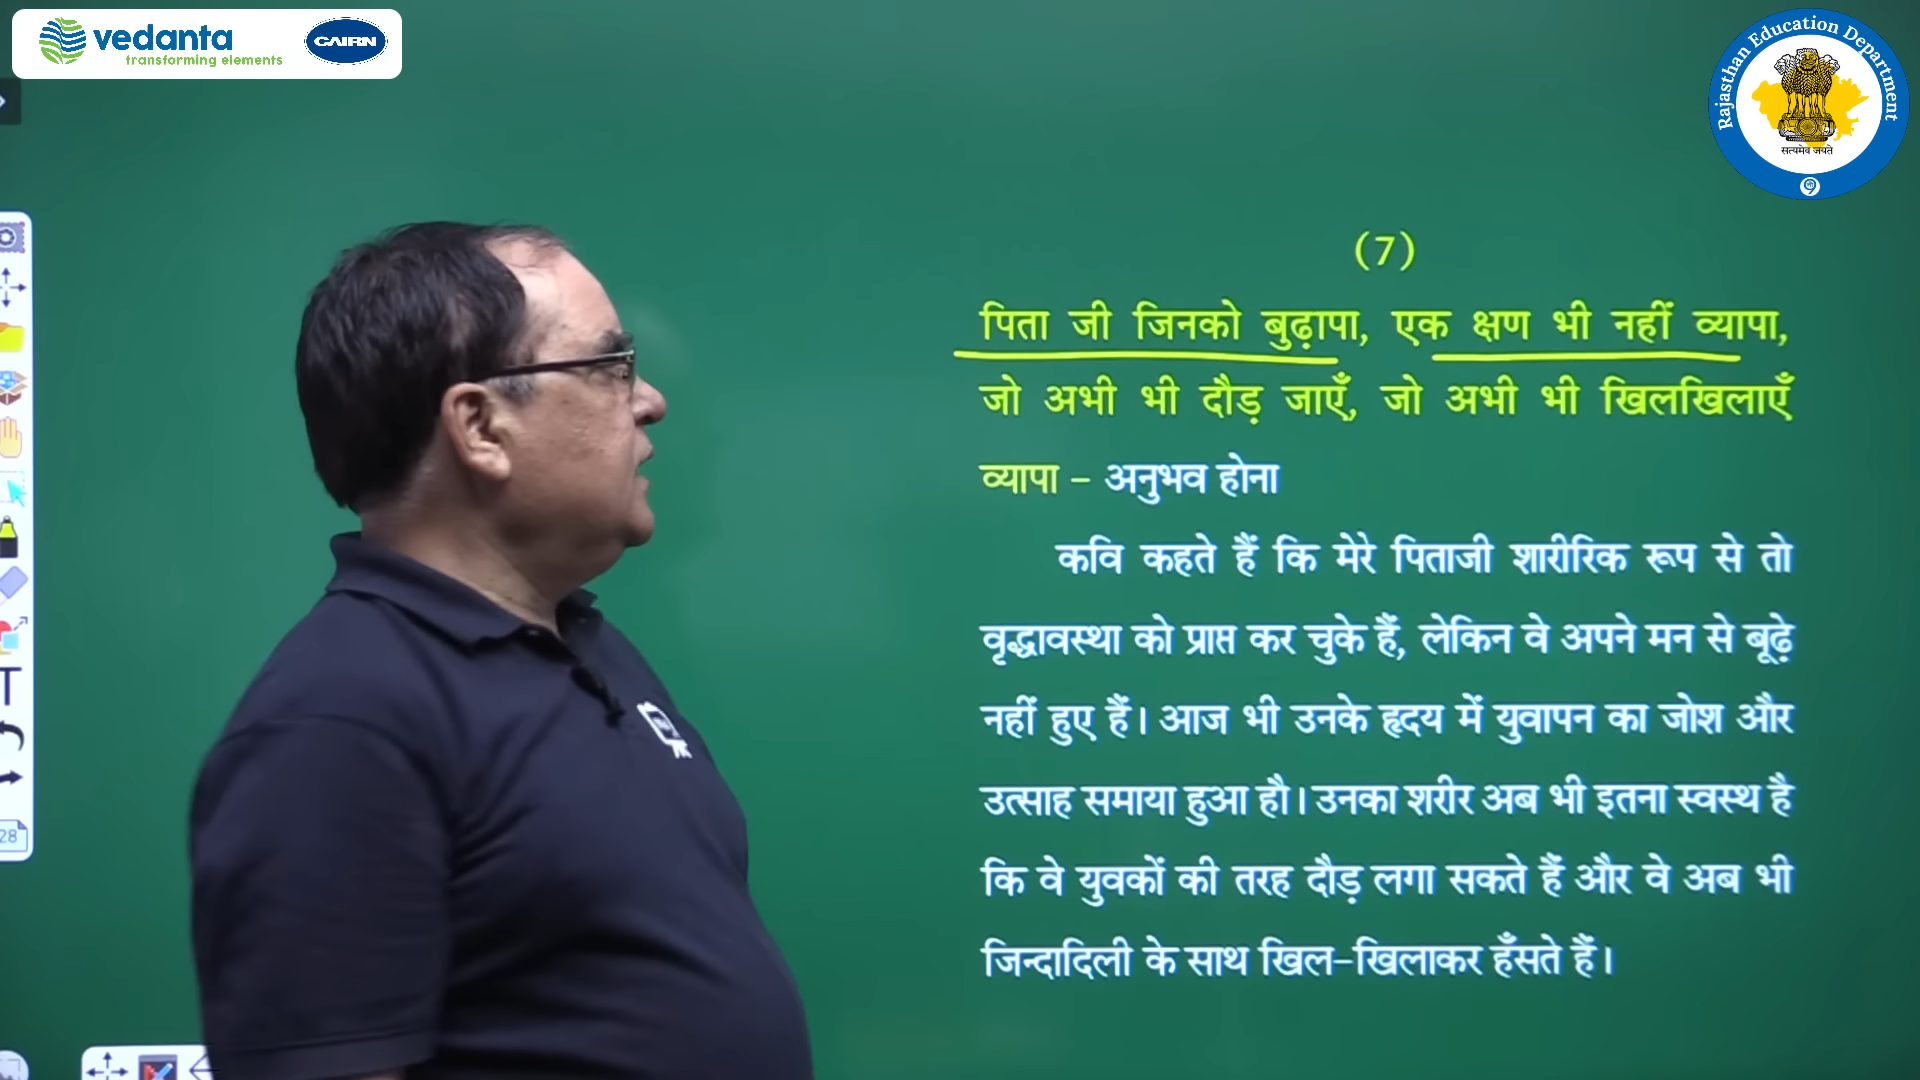 vedanta
transforming elements
CAIRN
Rajasthan Education Department
सत्यमेव जयते
(7)
पिता जी जिनको बुढ़ापा, एक क्षण भी नहीं व्यापा,
जो अभी भी दौड़ जाएँ, जो अभी भी खिलखिलाएँ
व्यापा – अनुभव होना
कवि कहते हैं कि मेरे पिताजी शारीरिक रूप से तो
वृद्धावस्था को प्राप्त कर चुके हैं, लेकिन वे अपने मन से बूढ़े
नहीं हुए हैं। आज भी उनके हृदय में युवापन का जोश और
उत्साह समाया हुआ हौ। उनका शरीर अब भी इतना स्वस्थ है
कि वे युवकों की तरह दौड़ लगा सकते हैं और वे अब भी
जिन्दादिली के साथ खिल-खिलाकर हँसते हैं।
T
28